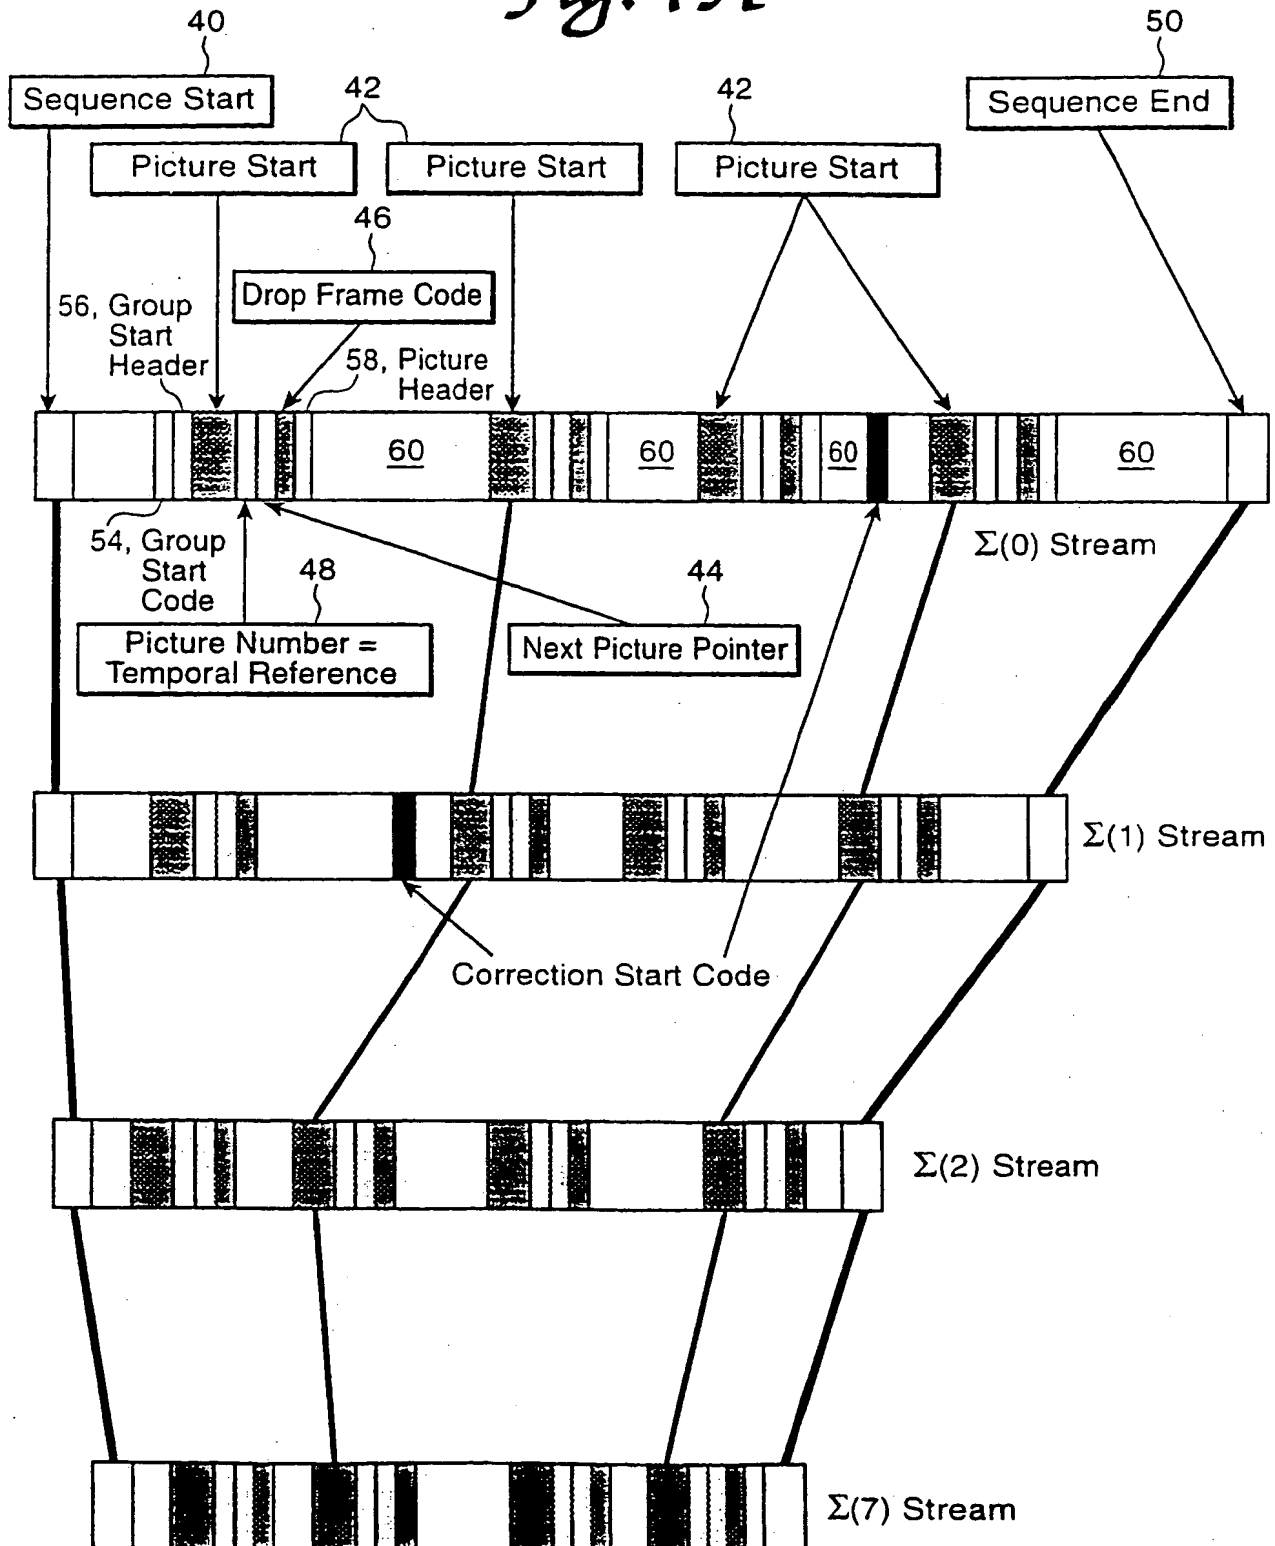 40
50
Sequence Start
42
42
Sequence End
Picture Start
Picture Start
Picture Start
46
Drop Frame Code
56, Group
Start
Header
58, Picture
Header
60
60
60
60
54, Group
Start
Code
Σ(0) Stream
48
44
Picture Number =
Temporal Reference
Next Picture Pointer
Σ(1) Stream
Correction Start Code
Σ(2) Stream
Σ(7) Stream